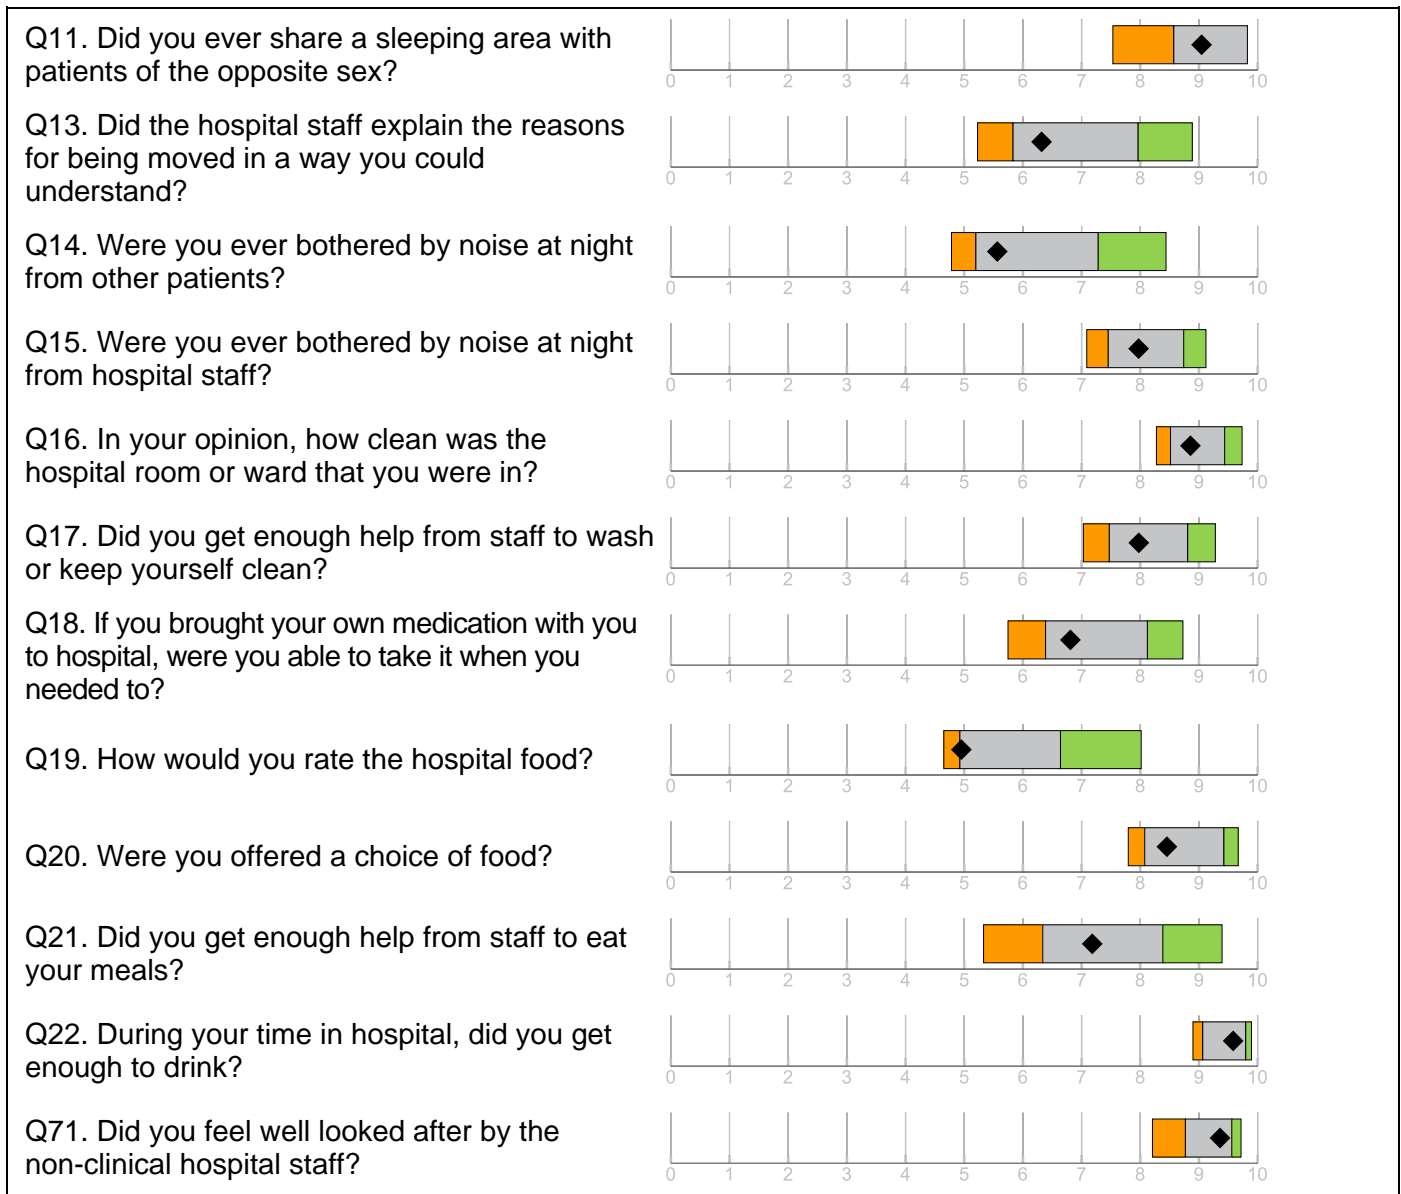 Q11. Did you ever share a sleeping area with
patients of the opposite sex?
0 1 2 3 4 5 6 7 8 9 10
Q13. Did the hospital staff explain the reasons
for being moved in a way you could
understand?
0 1 2 3 4 5 6 7 8 9 10
Q14. Were you ever bothered by noise at night
from other patients?
0 1 2 3 4 5 6 7 8 9 10
Q15. Were you ever bothered by noise at night
from hospital staff?
0 1 2 3 4 5 6 7 8 9 10
Q16. In your opinion, how clean was the
hospital room or ward that you were in?
0 1 2 3 4 5 6 7 8 9 10
Q17. Did you get enough help from staff to wash
or keep yourself clean?
0 1 2 3 4 5 6 7 8 9 10
Q18. If you brought your own medication with you
to hospital, were you able to take it when you
needed to?
0 1 2 3 4 5 6 7 8 9 10
Q19. How would you rate the hospital food?
0 1 2 3 4 5 6 7 8 9 10
Q20. Were you offered a choice of food?
0 1 2 3 4 5 6 7 8 9 10
Q21. Did you get enough help from staff to eat
your meals?
0 1 2 3 4 5 6 7 8 9 10
Q22. During your time in hospital, did you get
enough to drink?
0 1 2 3 4 5 6 7 8 9 10
Q71. Did you feel well looked after by the
non-clinical hospital staff?
0 1 2 3 4 5 6 7 8 9 10